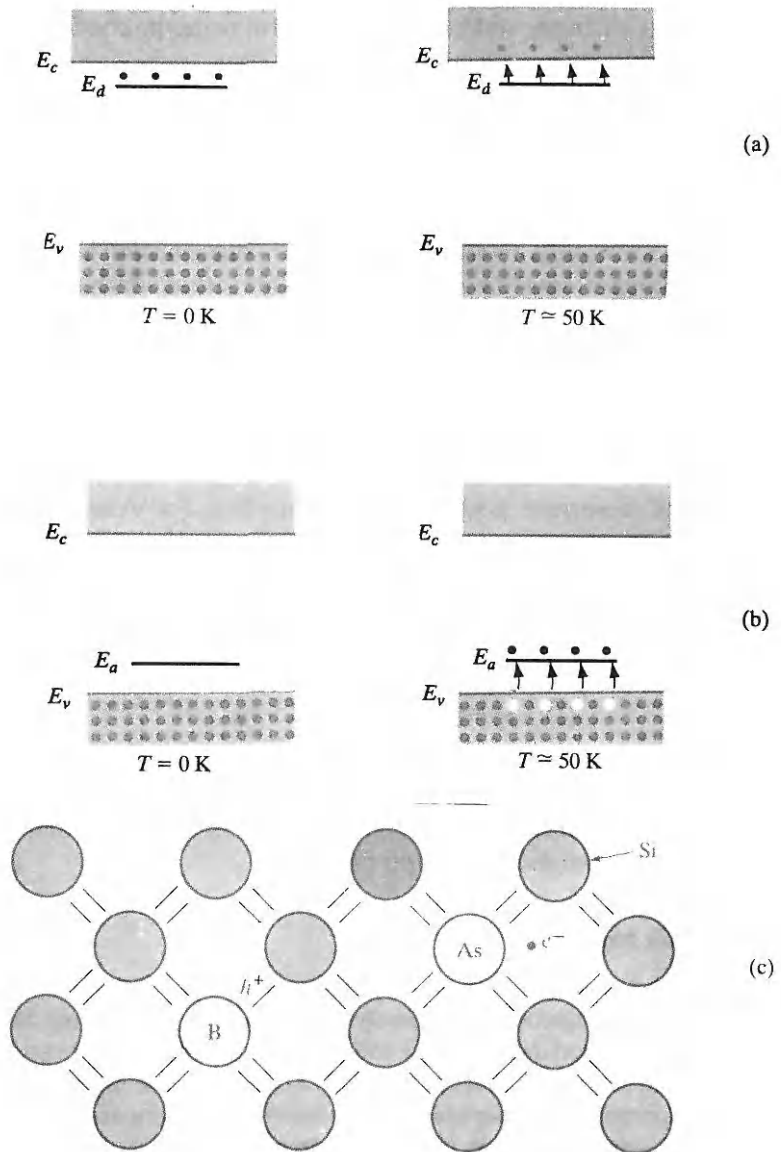 E_c
E_d
E_c
E_d
(a)
E_v
T = 0 K
E_v
T ≃ 50 K
E_c
E_c
(b)
E_a
E_v
T = 0 K
E_a
E_v
T ≃ 50 K
Si
As
e⁻
h⁺
B
(c)